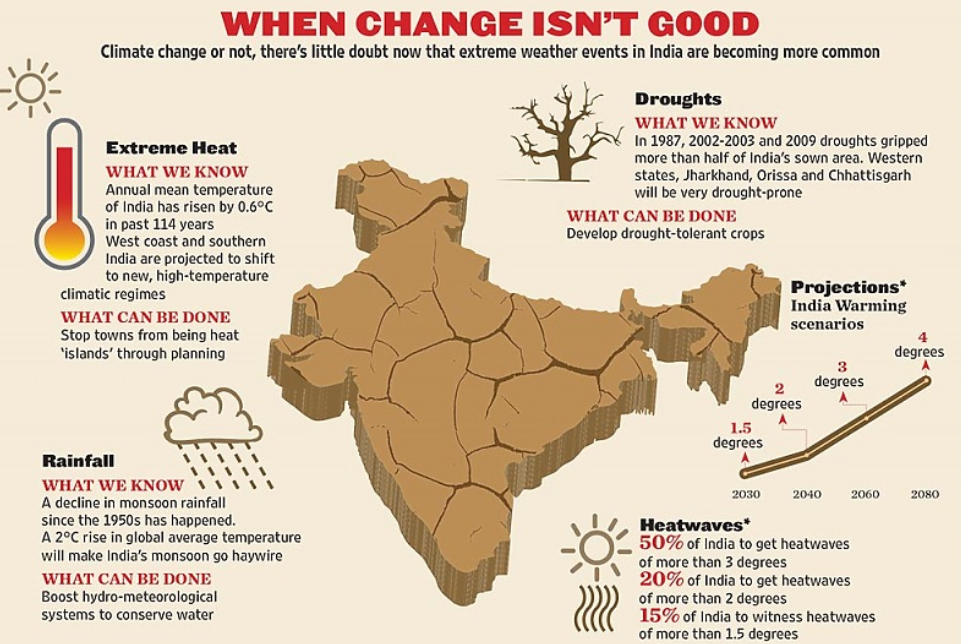 WHEN CHANGE ISN'T GOOD
Climate change or not, there's little doubt now that extreme weather events in India are becoming more common
Extreme Heat
WHAT WE KNOW
Annual mean temperature
of India has risen by 0.6°C
in past 114 years
West coast and southern
India are projected to shift
to new, high-temperature
climatic regimes
WHAT CAN BE DONE
Stop towns from being heat
'islands' through planning
Rainfall
WHAT WE KNOW
A decline in monsoon rainfall
since the 1950s has happened.
A 2°C rise in global average temperature
will make India's monsoon go haywire
WHAT CAN BE DONE
Boost hydro-meteorological
systems to conserve water
Droughts
WHAT WE KNOW
In 1987, 2002-2003 and 2009 droughts gripped
more than half of India's sown area. Western
states, Jharkhand, Orissa and Chhattisgarh
will be very drought-prone
WHAT CAN BE DONE
Develop drought-tolerant crops
Projections*
India Warming
scenarios
1.5
degrees
2
degrees
3
degrees
4
degrees
2030 2040 2060 2080
Heatwaves*
50% of India to get heatwaves
of more than 3 degrees
20% of India to get heatwaves
of more than 2 degrees
15% of India to witness heatwaves
of more than 1.5 degrees